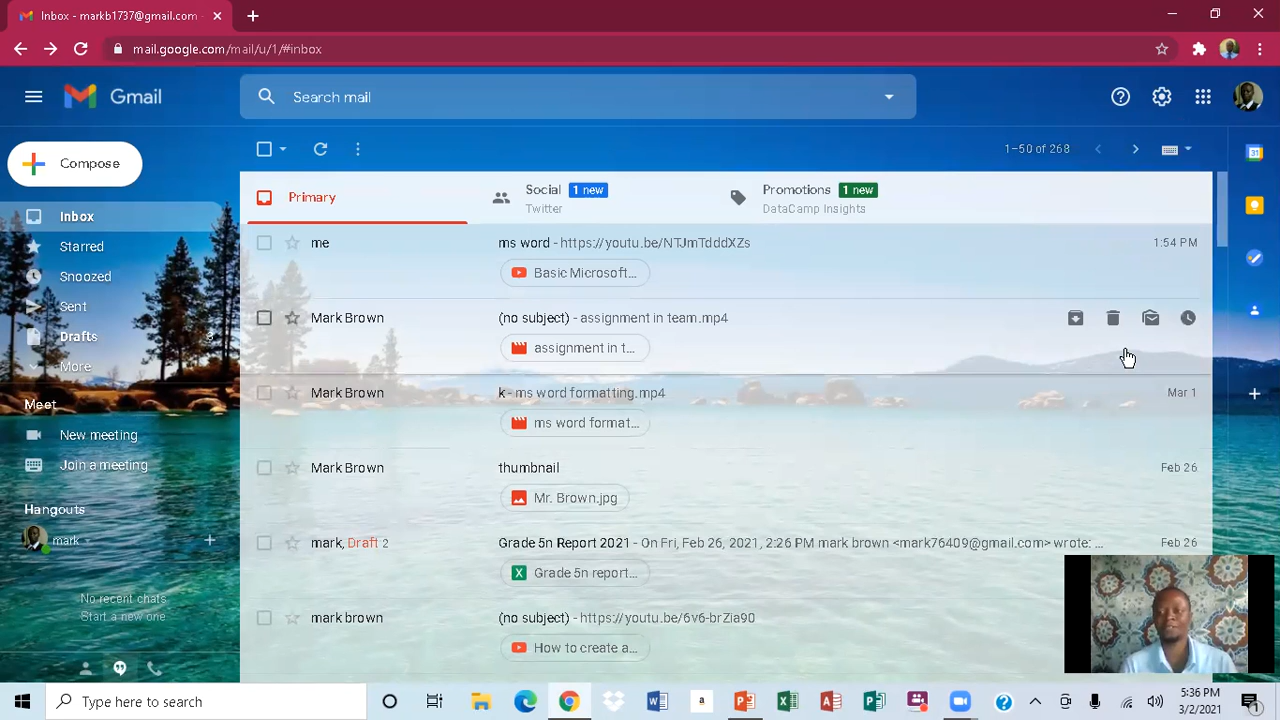 Inbox - markb1737@gmail.com -
mail.google.com/mail/u/1/#inbox
Gmail
Search mail
Compose
1–50 of 268
Primary
Social 1 new
Twitter
Promotions 1 new
DataCamp Insights
Inbox
Starred
Snoozed
Sent
Drafts 3
More
Meet
New meeting
Join a meeting
Hangouts
mark
No recent chats
Start a new one
me ms word - https://youtu.be/NTJmTdddXZs 1:54 PM
Basic Microsoft...
Mark Brown (no subject) - assignment in team.mp4
assignment in t...
Mark Brown k - ms word formatting.mp4 Mar 1
ms word format...
Mark Brown thumbnail Feb 26
Mr. Brown.jpg
mark, Draft 2 Grade 5n Report 2021 - On Fri, Feb 26, 2021, 2:26 PM mark brown <mark76409@gmail.com> wrote: ... Feb 26
Grade 5n report...
mark brown (no subject) - https://youtu.be/6v6-brZia90
How to create a...
31
Type here to search
5:36 PM
3/2/2021